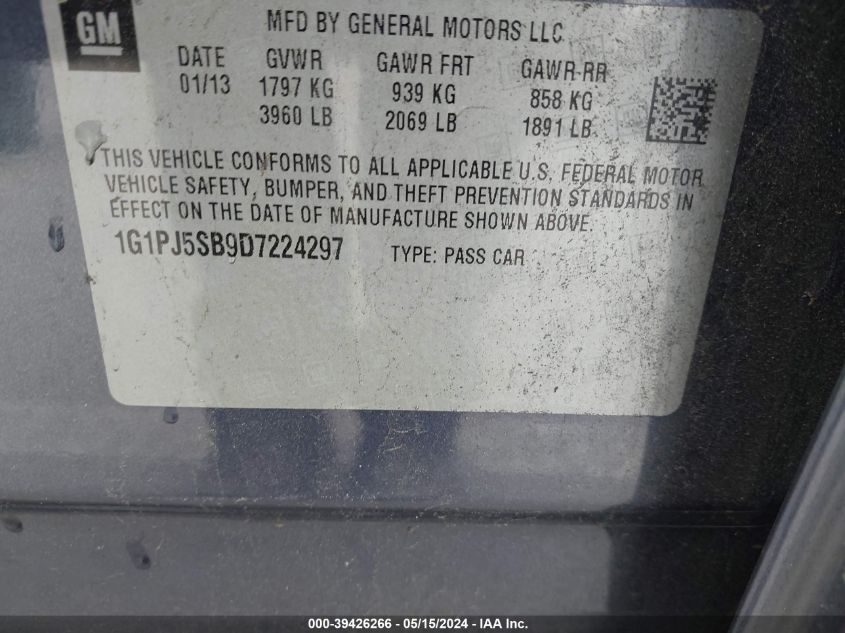 GM
MFD BY GENERAL MOTORS LLC
DATE GVWR GAWR FRT GAWR-RR
01/13 1797 KG 939 KG 858 KG
3960 LB 2069 LB 1891 LB
THIS VEHICLE CONFORMS TO ALL APPLICABLE U.S. FEDERAL MOTOR
VEHICLE SAFETY, BUMPER, AND THEFT PREVENTION STANDARDS IN
EFFECT ON THE DATE OF MANUFACTURE SHOWN ABOVE.
1G1PJ5SB9D7224297 TYPE: PASS CAR
000-39426266 - 05/15/2024 - IAA Inc.